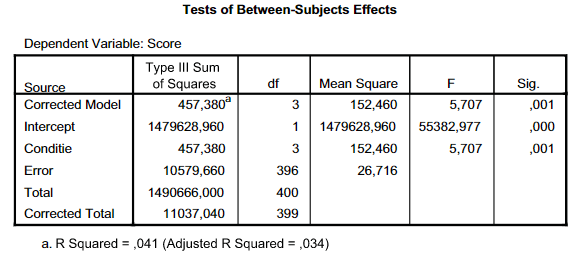 Tests of Between-Subjects Effects
Dependent Variable: Score
Source Type III Sum of Squares df Mean Square F Sig.
Corrected Model 457,380a 3 152,460 5,707 ,001
Intercept 1479628,960 1 1479628,960 55382,977 ,000
Conditie 457,380 3 152,460 5,707 ,001
Error 10579,660 396 26,716
Total 1490666,000 400
Corrected Total 11037,040 399
a. R Squared = ,041 (Adjusted R Squared = ,034)